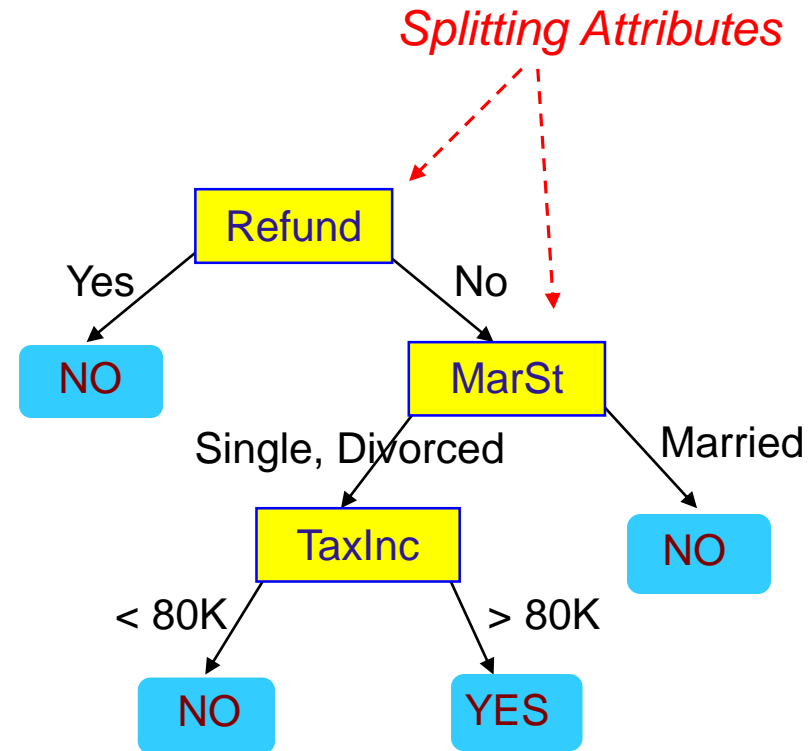 Splitting Attributes
Refund
Yes
No
NO
MarSt
Single, Divorced
Married
TaxInc
NO
< 80K
> 80K
NO
YES